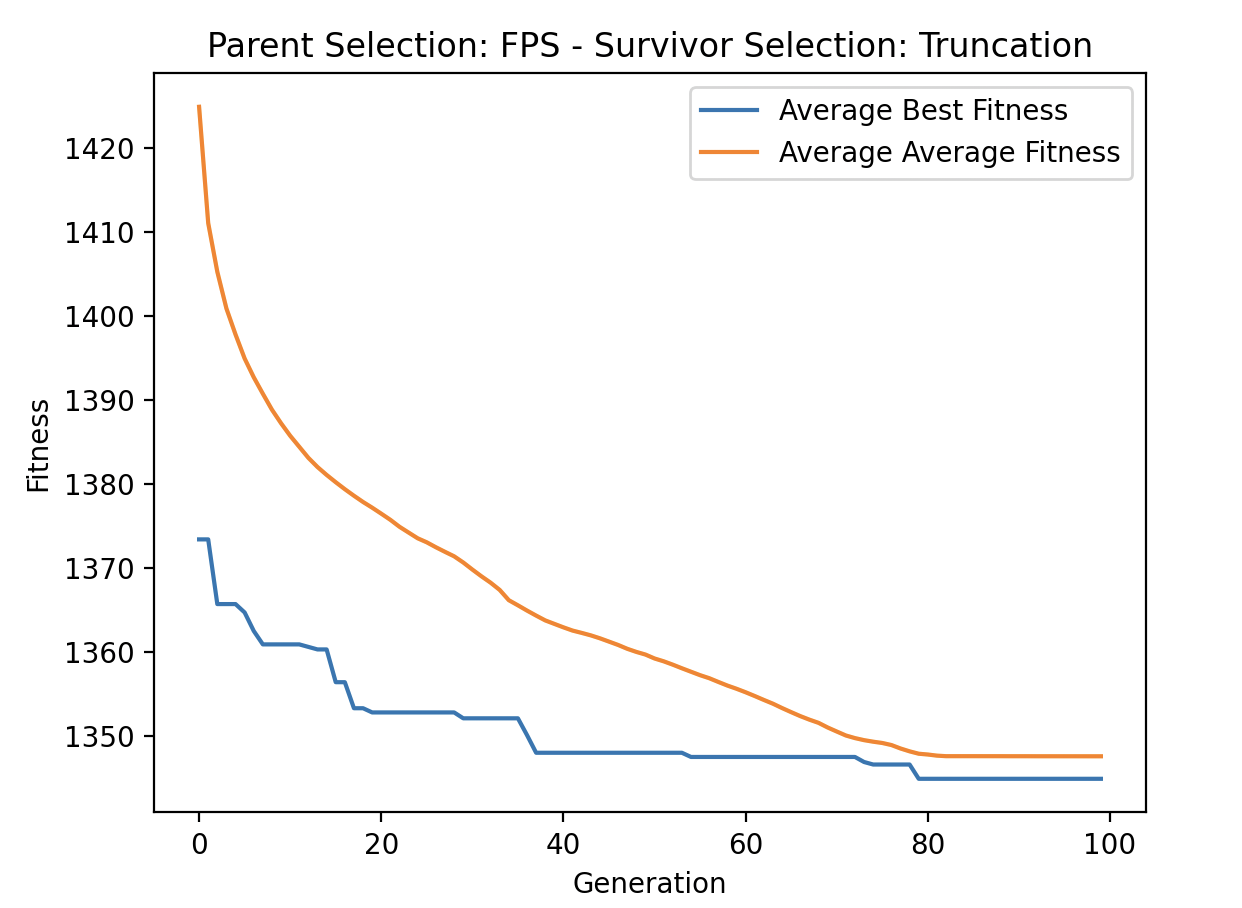 Parent Selection: FPS - Survivor Selection: Truncation
Average Best Fitness
Average Average Fitness
1420
1410
1400
1390
1380
1370
1360
1350
Fitness
0 20 40 60 80 100
Generation